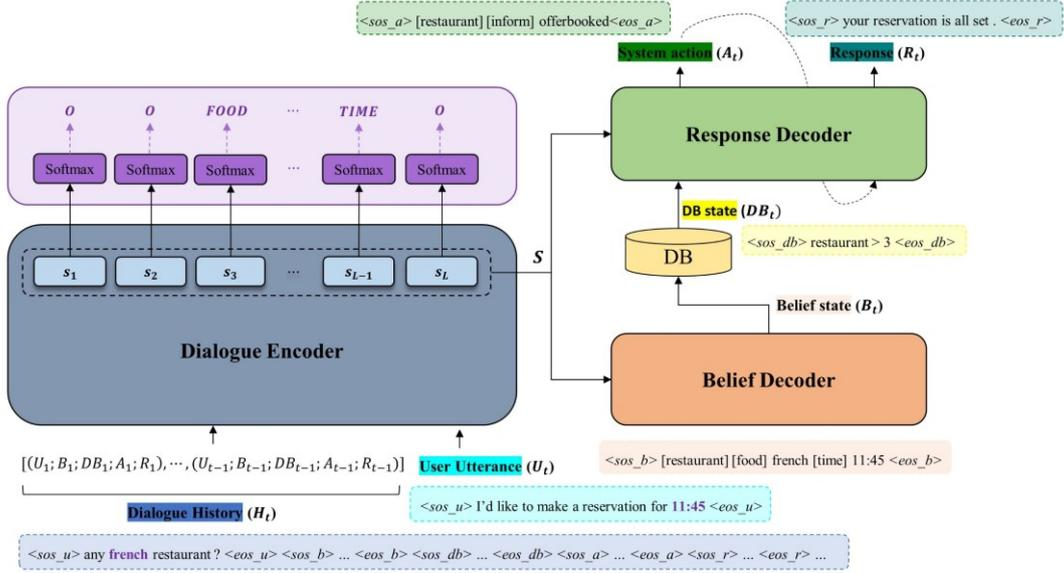 <sos_a> [restaurant] [inform] offerbooked<eos_a>
<sos_r> your reservation is all set . <eos_r>
System action (A_t)
Response (R_t)
O O FOOD ... TIME O
Softmax Softmax Softmax ... Softmax Softmax
Response Decoder
DB state (DB_t)
<sos_db> restaurant > 3 <eos_db>
s_1 s_2 s_3 ... s_{L−1} s_L
S
DB
Belief state (B_t)
Dialogue Encoder
Belief Decoder
[(U_1; B_1; DB_1; A_1; R_1), ⋯, (U_{t−1}; B_{t−1}; DB_{t−1}; A_{t−1}; R_{t−1})]
User Utterance (U_t)
<sos_b> [restaurant] [food] french [time] 11:45 <eos_b>
Dialogue History (H_t)
<sos_u> I'd like to make a reservation for 11:45 <eos_u>
<sos_u> any french restaurant ? <eos_u> <sos_b> ... <eos_b> <sos_db> ... <eos_db> <sos_a> ... <eos_a> <sos_r> ... <eos_r> ...